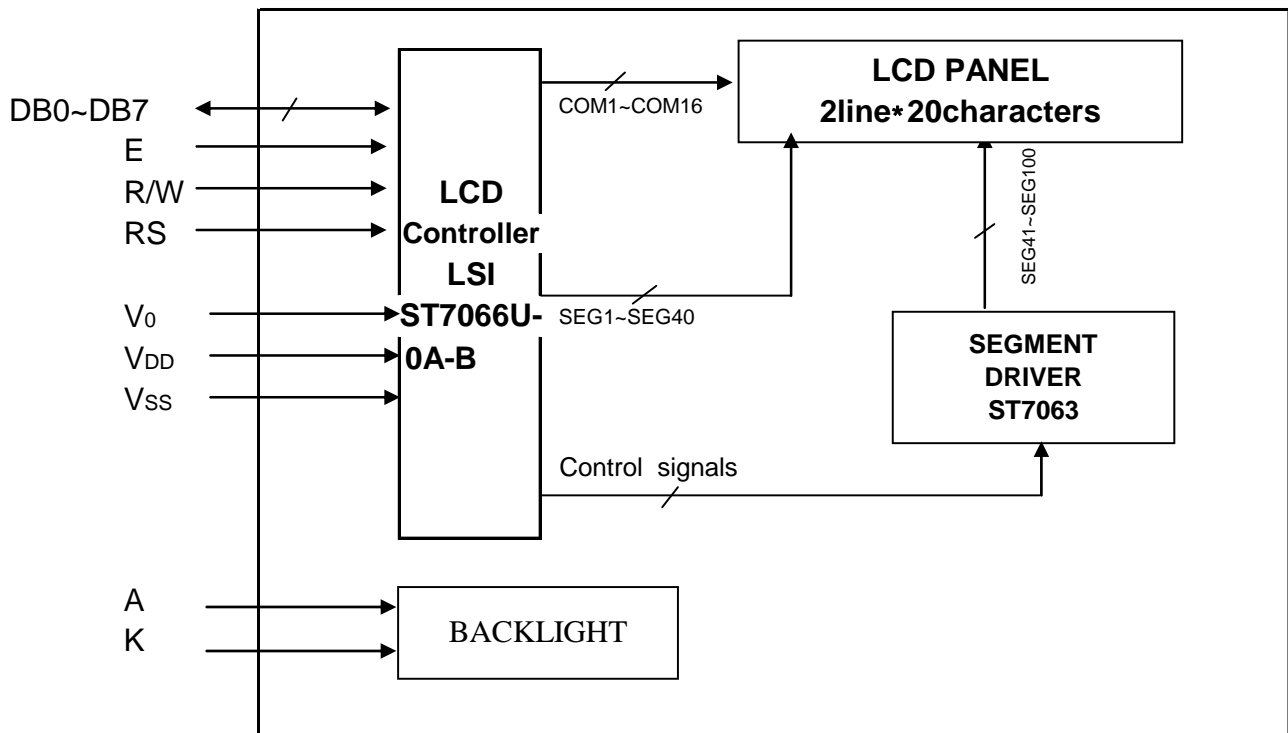 DB0~DB7
E
R/W
RS
V0
VDD
VSS
A
K
LCD
Controller
LSI
ST7066U-
0A-B
COM1~COM16
SEG1~SEG40
Control signals
LCD PANEL
2line*20characters
SEG41~SEG100
SEGMENT
DRIVER
ST7063
BACKLIGHT